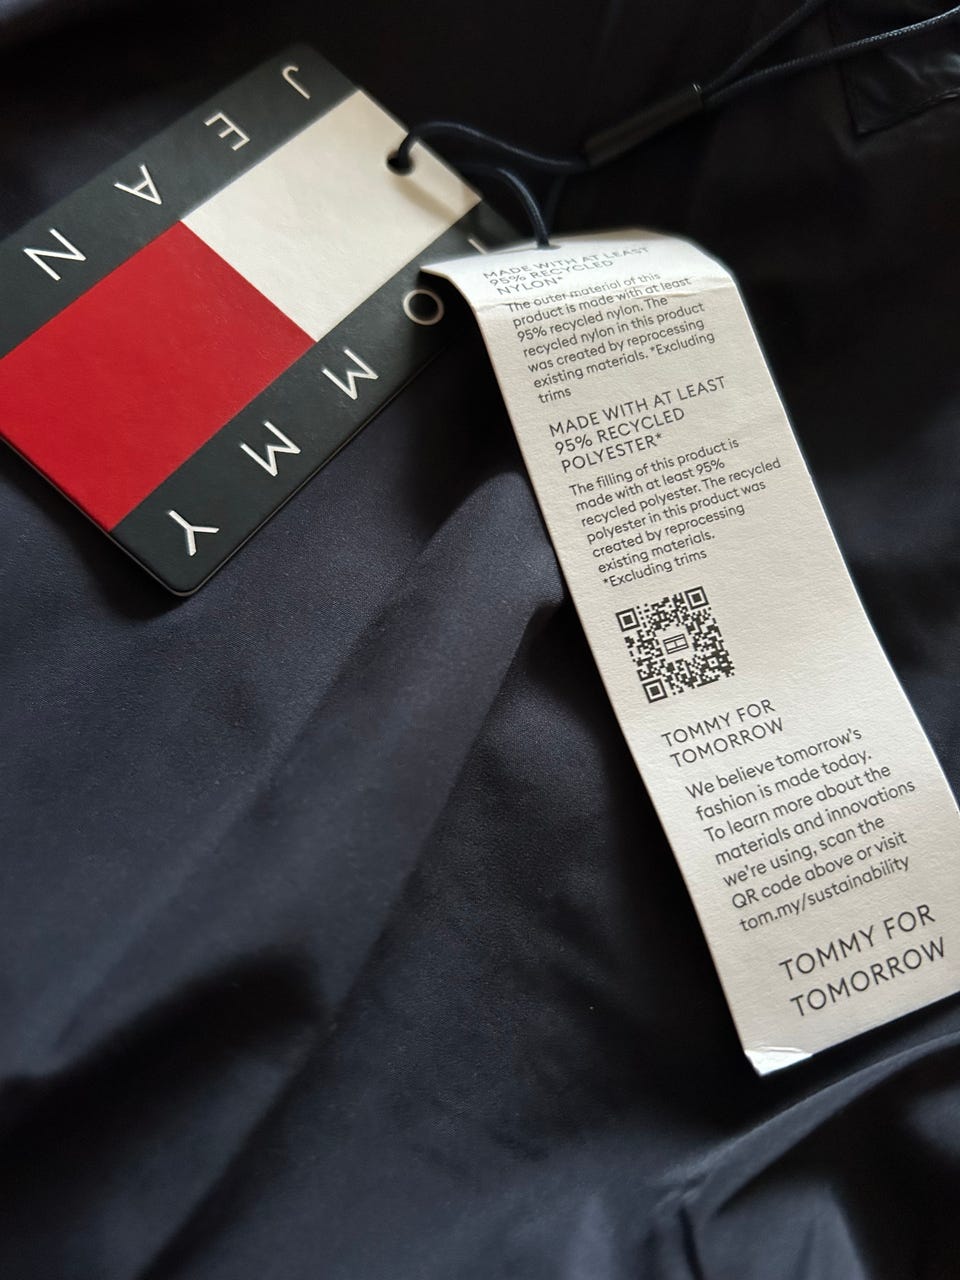 JEAN
TOMMY
MADE WITH AT LEAST
95% RECYCLED
NYLON*
The outer material of this
product is made with at least
95% recycled nylon. The
recycled nylon in this product
was created by reprocessing
existing materials. *Excluding
trims
MADE WITH AT LEAST
95% RECYCLED
POLYESTER*
The filling of this product is
made with at least 95%
recycled polyester. The recycled
polyester in this product was
created by reprocessing
existing materials.
*Excluding trims
TOMMY FOR
TOMORROW
We believe tomorrow's
fashion is made today.
To learn more about the
materials and innovations
we're using, scan the
QR code above or visit
tom.my/sustainability
TOMMY FOR
TOMORROW